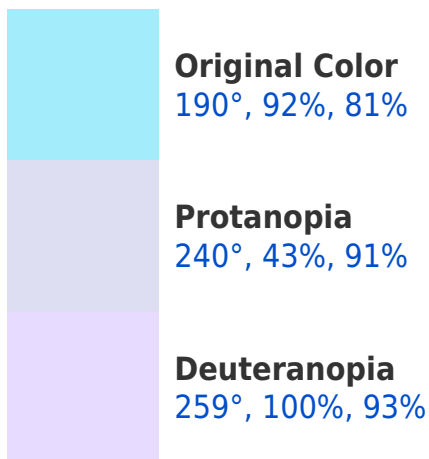 Original Color
190°, 92%, 81%
Protanopia
240°, 43%, 91%
Deuteranopia
259°, 100%, 93%